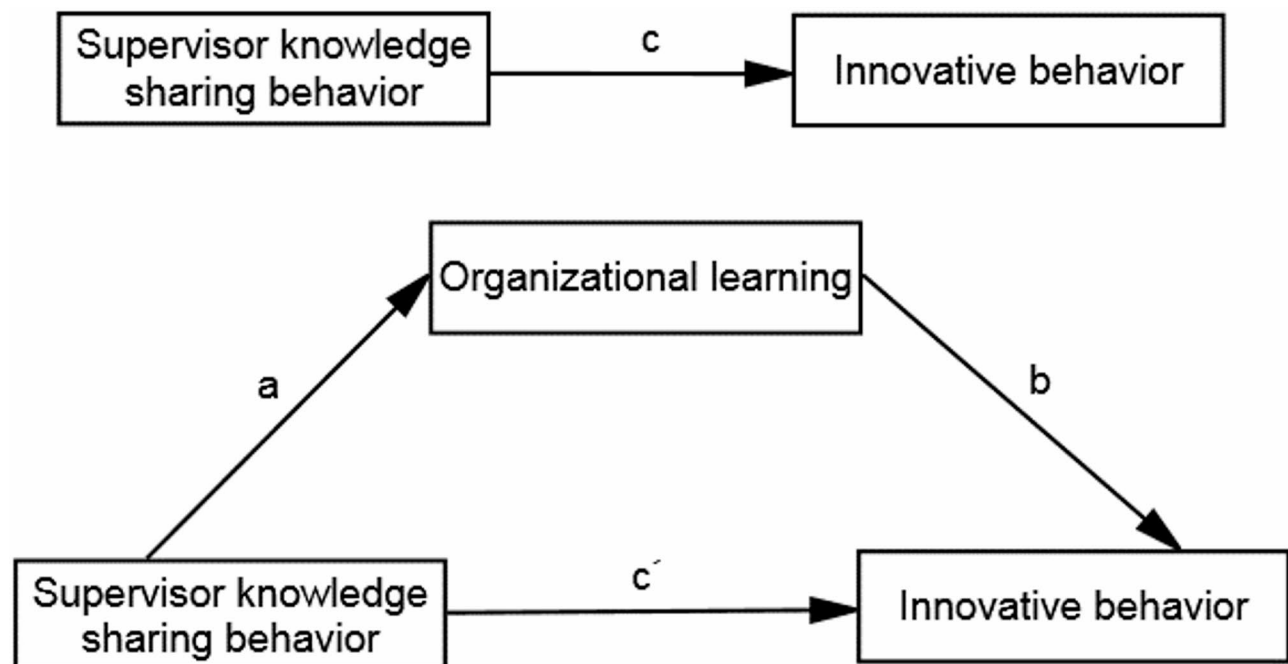 Supervisor knowledge
sharing behavior
c
Innovative behavior
Organizational learning
a
b
Supervisor knowledge
sharing behavior
c´
Innovative behavior